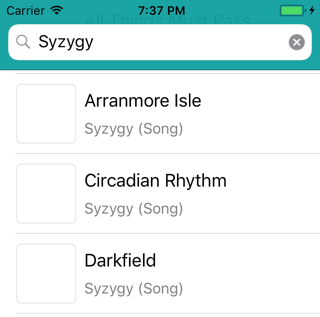 Carrier 7:37 PM
All Things Must Pass
Syzygy
Arranmore Isle
Syzygy (Song)
Circadian Rhythm
Syzygy (Song)
Darkfield
Syzygy (Song)